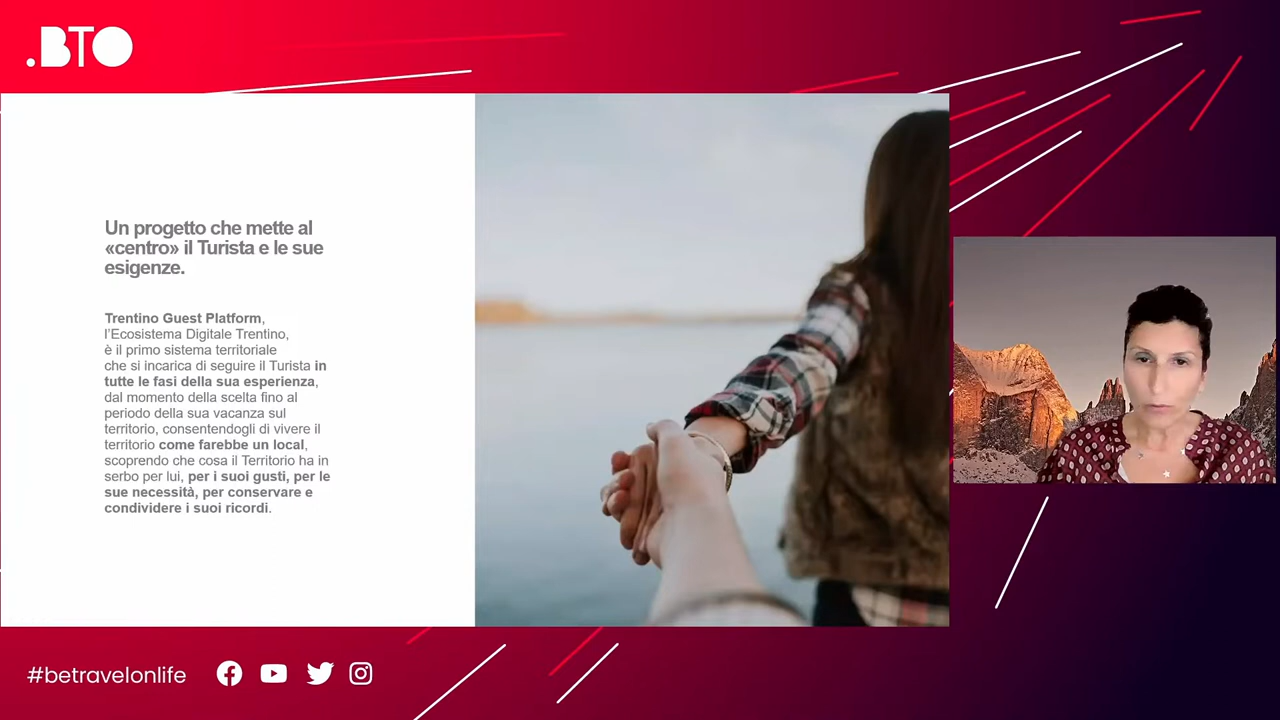 .BTO
Un progetto che mette al
«centro» il Turista e le sue
esigenze.
Trentino Guest Platform,
l'Ecosistema Digitale Trentino,
è il primo sistema territoriale
che si incarica di seguire il Turista in
tutte le fasi della sua esperienza,
dal momento della scelta fino al
periodo della sua vacanza sul
territorio, consentendogli di vivere il
territorio come farebbe un local,
scoprendo che cosa il Territorio ha in
serbo per lui, per i suoi gusti, per le
sue necessità, per conservare e
condividere i suoi ricordi.
#betravelonlife